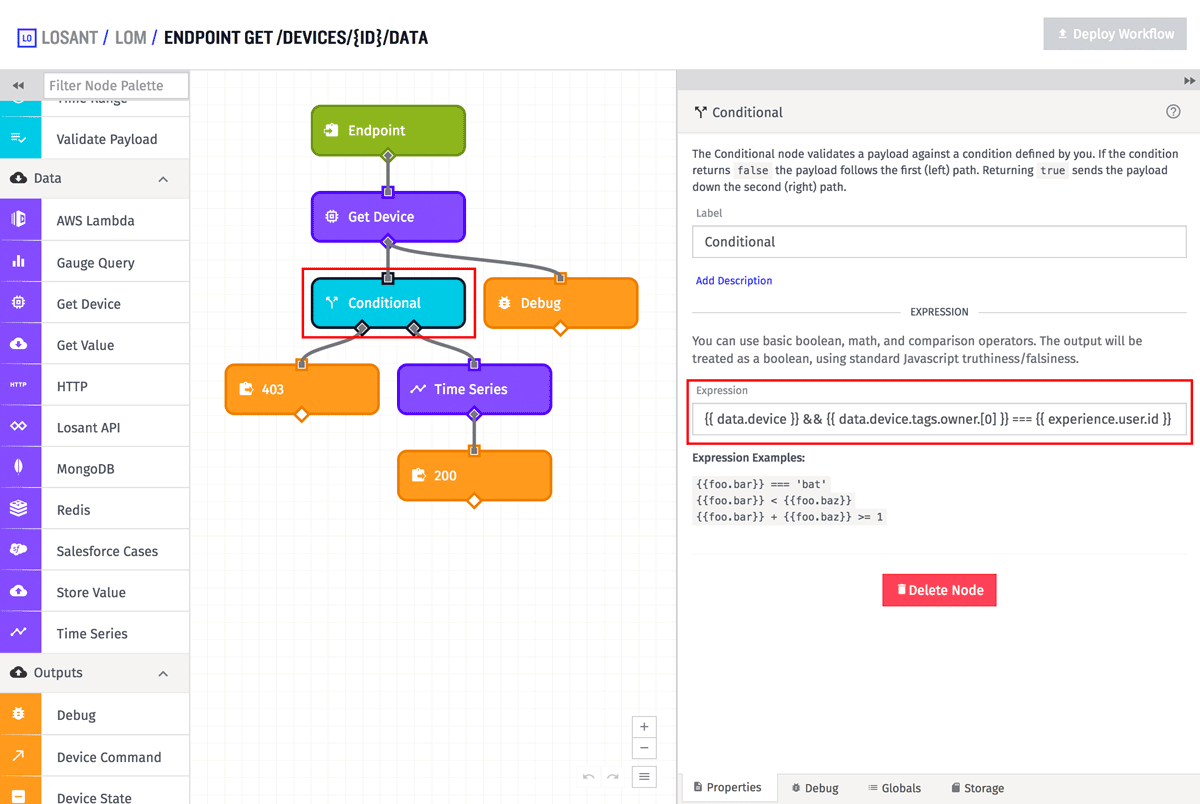 LO LOSANT / LOM / ENDPOINT GET /DEVICES/{ID}/DATA
Deploy Workflow
Filter Node Palette
Time Range
Validate Payload
Data
AWS Lambda
Gauge Query
Get Device
Get Value
HTTP HTTP
Losant API
MongoDB
Redis
sf Salesforce Cases
Store Value
Time Series
Outputs
Debug
Device Command
Device State
Endpoint
Get Device
Conditional
Debug
403
Time Series
200
Conditional
The Conditional node validates a payload against a condition defined by you. If the condition
returns false the payload follows the first (left) path. Returning true sends the payload
down the second (right) path.
Label
Conditional
Add Description
EXPRESSION
You can use basic boolean, math, and comparison operators. The output will be
treated as a boolean, using standard Javascript truthiness/falsiness.
Expression
{{ data.device }} && {{ data.device.tags.owner.[0] }} === {{ experience.user.id }}
Expression Examples:
{{foo.bar}} === 'bat'
{{foo.bar}} < {{foo.baz}}
{{foo.bar}} + {{foo.baz}} >= 1
Delete Node
Properties
Debug
Globals
Storage